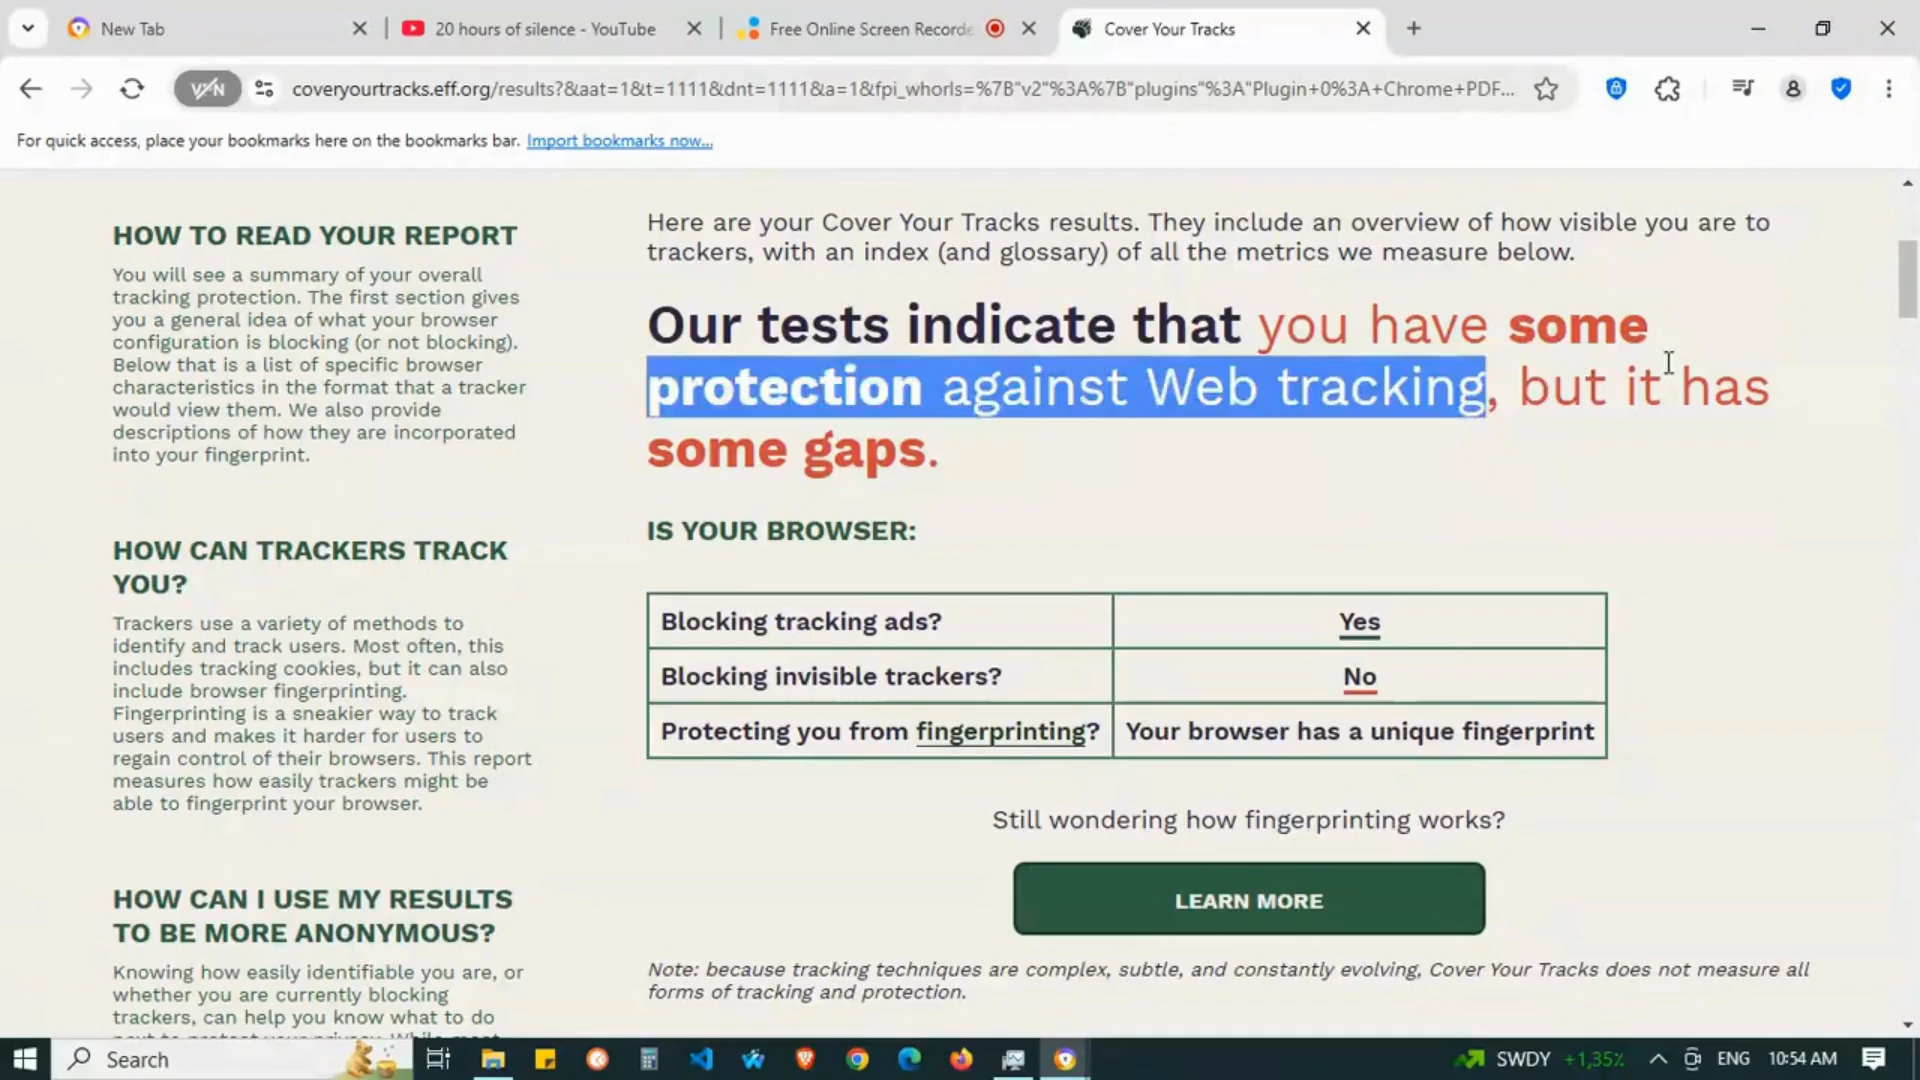 New Tab
20 hours of silence - YouTube
Free Online Screen Recorde
Cover Your Tracks
VPN
coveryourtracks.eff.org/results?&aat=1&t=1111&dnt=1111&a=1&fpi_whorls=%7B"v2"%3A%7B"plugins"%3A"Plugin+0%3A+Chrome+PDF...
For quick access, place your bookmarks here on the bookmarks bar. Import bookmarks now...
HOW TO READ YOUR REPORT
You will see a summary of your overall
tracking protection. The first section gives
you a general idea of what your browser
configuration is blocking (or not blocking).
Below that is a list of specific browser
characteristics in the format that a tracker
would view them. We also provide
descriptions of how they are incorporated
into your fingerprint.
HOW CAN TRACKERS TRACK
YOU?
Trackers use a variety of methods to
identify and track users. Most often, this
includes tracking cookies, but it can also
include browser fingerprinting.
Fingerprinting is a sneakier way to track
users and makes it harder for users to
regain control of their browsers. This report
measures how easily trackers might be
able to fingerprint your browser.
HOW CAN I USE MY RESULTS
TO BE MORE ANONYMOUS?
Knowing how easily identifiable you are, or
whether you are currently blocking
trackers, can help you know what to do
Here are your Cover Your Tracks results. They include an overview of how visible you are to
trackers, with an index (and glossary) of all the metrics we measure below.
Our tests indicate that you have some
protection against Web tracking, but it has
some gaps.
IS YOUR BROWSER:
Blocking tracking ads? Yes
Blocking invisible trackers? No
Protecting you from fingerprinting? Your browser has a unique fingerprint
Still wondering how fingerprinting works?
LEARN MORE
Note: because tracking techniques are complex, subtle, and constantly evolving, Cover Your Tracks does not measure all
forms of tracking and protection.
Search
SWDY +1,35%
ENG
10:54 AM